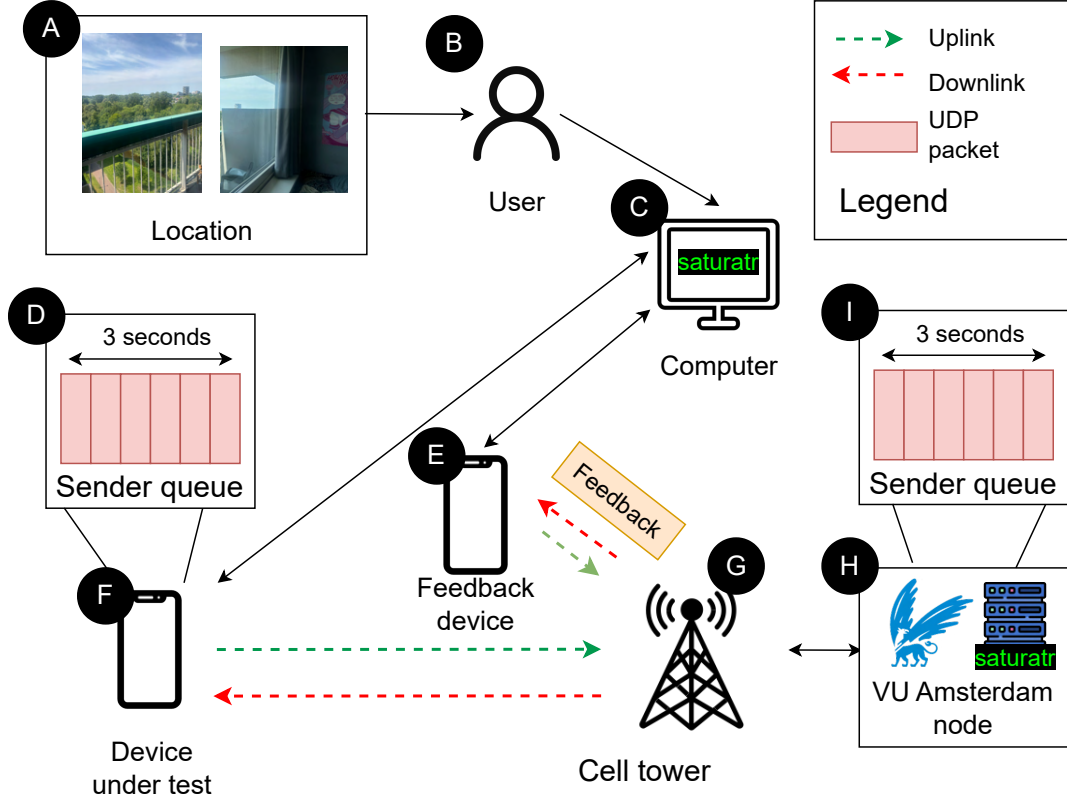 A
Location
B
User
C
saturatr
Computer
Uplink
Downlink
UDP
packet
Legend
D
3 seconds
Sender queue
E
Feedback
device
Feedback
F
Device
under test
G
Cell tower
I
3 seconds
Sender queue
H
saturatr
VU Amsterdam
node